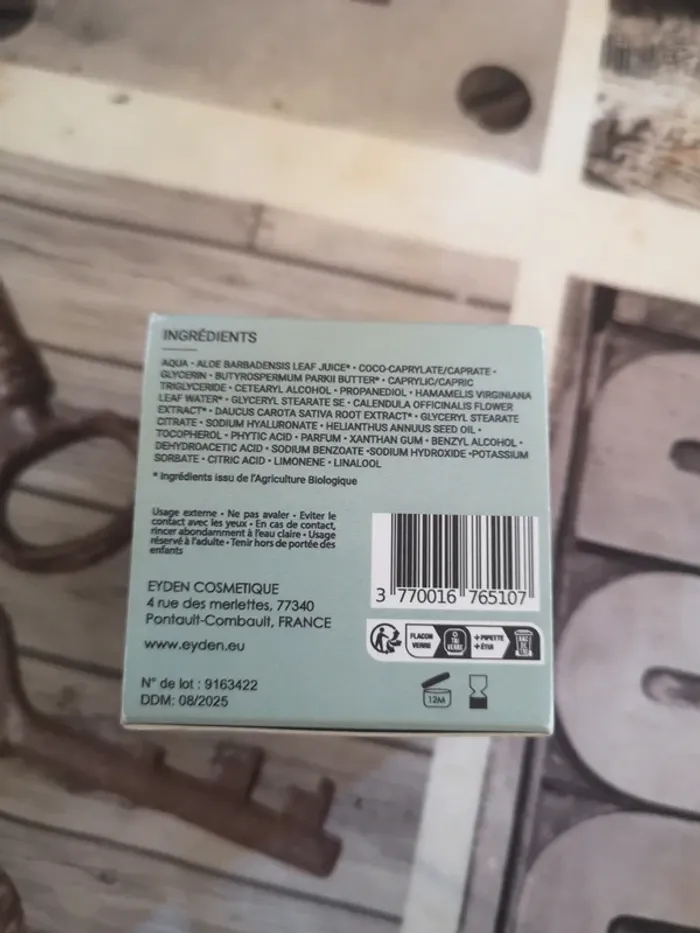 INGRÉDIENTS
AQUA • ALOE BARBADENSIS LEAF JUICE* • COCO-CAPRYLATE/CAPRATE •
GLYCERIN • BUTYROSPERMUM PARKII BUTTER* • CAPRYLIC/CAPRIC
TRIGLYCERIDE • CETEARYL ALCOHOL • PROPANEDIOL • HAMAMELIS VIRGINIANA
LEAF WATER* • GLYCERYL STEARATE SE • CALENDULA OFFICINALIS FLOWER
EXTRACT* • DAUCUS CAROTA SATIVA ROOT EXTRACT* • GLYCERYL STEARATE
CITRATE • SODIUM HYALURONATE • HELIANTHUS ANNUUS SEED OIL •
TOCOPHEROL • PHYTIC ACID • PARFUM • XANTHAN GUM • BENZYL ALCOHOL •
DEHYDROACETIC ACID • SODIUM BENZOATE •SODIUM HYDROXIDE •POTASSIUM
SORBATE • CITRIC ACID • LIMONENE • LINALOOL
* Ingrédients issu de l'Agriculture Biologique
Usage externe • Ne pas avaler • Eviter le
contact avec les yeux • En cas de contact,
rincer abondamment à l'eau claire • Usage
réservé à l'adulte • Tenir hors de portée des
enfants
3 770016 765107
EYDEN COSMETIQUE
4 rue des merlettes, 77340
Pontault-Combault, FRANCE
www.eyden.eu
FLACON
VERRE
TRI
VERRE
+ PIPETTE
+ ÉTUI
BAC
DE
TRI
N° de lot : 9163422
DDM: 08/2025
12M